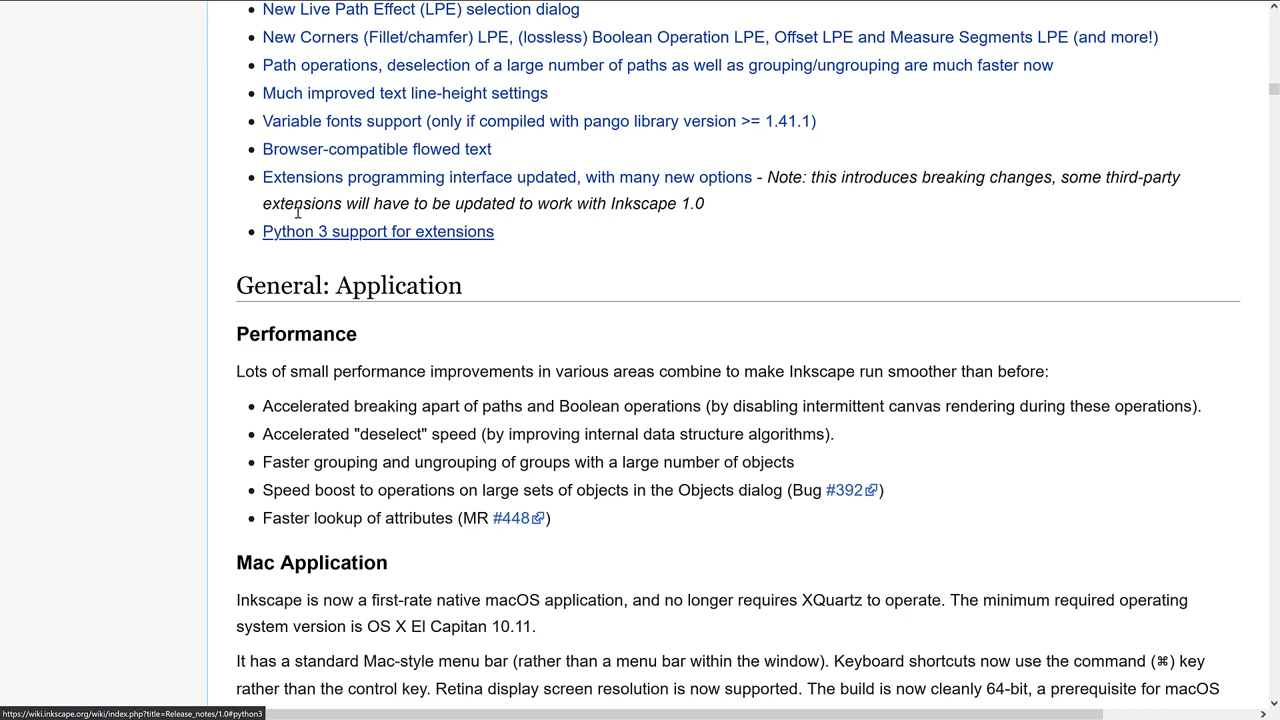 New Live Path Effect (LPE) selection dialog
New Corners (Fillet/chamfer) LPE, (lossless) Boolean Operation LPE, Offset LPE and Measure Segments LPE (and more!)
Path operations, deselection of a large number of paths as well as grouping/ungrouping are much faster now
Much improved text line-height settings
Variable fonts support (only if compiled with pango library version >= 1.41.1)
Browser-compatible flowed text
Extensions programming interface updated, with many new options - Note: this introduces breaking changes, some third-party
extensions will have to be updated to work with Inkscape 1.0
Python 3 support for extensions
General: Application
Performance
Lots of small performance improvements in various areas combine to make Inkscape run smoother than before:
Accelerated breaking apart of paths and Boolean operations (by disabling intermittent canvas rendering during these operations).
Accelerated "deselect" speed (by improving internal data structure algorithms).
Faster grouping and ungrouping of groups with a large number of objects
Speed boost to operations on large sets of objects in the Objects dialog (Bug #392)
Faster lookup of attributes (MR #448)
Mac Application
Inkscape is now a first-rate native macOS application, and no longer requires XQuartz to operate. The minimum required operating
system version is OS X El Capitan 10.11.
It has a standard Mac-style menu bar (rather than a menu bar within the window). Keyboard shortcuts now use the command (⌘) key
rather than the control key. Retina display screen resolution is now supported. The build is now cleanly 64-bit, a prerequisite for macOS
https://wiki.inkscape.org/wiki/index.php?title=Release_notes/1.0#python3